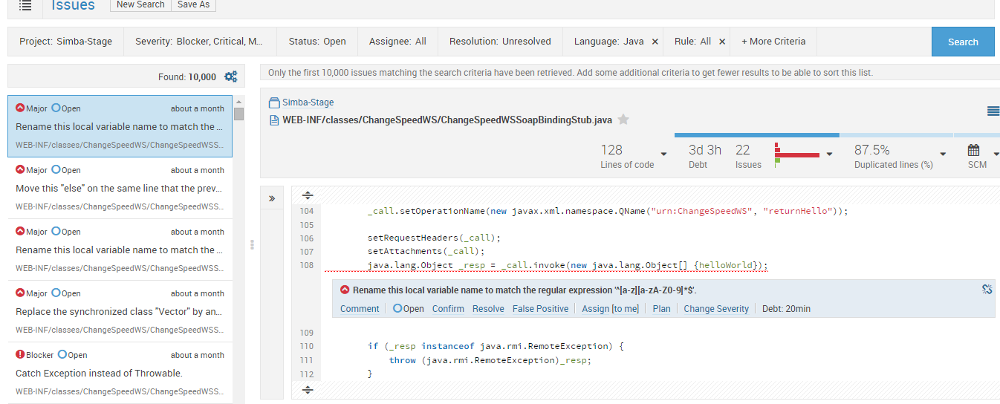 Issues New Search Save As
Project: Simba-Stage Severity: Blocker, Critical, M... Status: Open Assignee: All Resolution: Unresolved Language: Java × Rule: All × + More Criteria Search
Found: 10,000
Major Open about a month
Rename this local variable name to match the ...
WEB-INF/classes/ChangeSpeedWS/ChangeSpeedWSS...
Major Open about a month
Move this "else" on the same line that the prev...
WEB-INF/classes/ChangeSpeedWS/ChangeSpeedWSS...
Major Open about a month
Rename this local variable name to match the ...
WEB-INF/classes/ChangeSpeedWS/ChangeSpeedWSS...
Major Open about a month
Replace the synchronized class "Vector" by an...
WEB-INF/classes/ChangeSpeedWS/ChangeSpeedWSS...
Blocker Open about a month
Catch Exception instead of Throwable.
WEB-INF/classes/ChangeSpeedWS/ChangeSpeedWSS...
Only the first 10,000 issues matching the search criteria have been retrieved. Add some additional criteria to get fewer results to be able to sort this list.
Simba-Stage
WEB-INF/classes/ChangeSpeedWS/ChangeSpeedWSSoapBindingStub.java
128 3d 3h 22 87.5%
Lines of code Debt Issues Duplicated lines (%) SCM
104 _call.setOperationName(new javax.xml.namespace.QName("urn:ChangeSpeedWS", "returnHello"));
105
106 setRequestHeaders(_call);
107 setAttachments(_call);
108 java.lang.Object _resp = _call.invoke(new java.lang.Object[] {helloWorld});
Rename this local variable name to match the regular expression '^[a-z][a-zA-Z0-9]*$'.
Comment Open Confirm Resolve False Positive Assign [to me] Plan Change Severity Debt: 20min
109
110 if (_resp instanceof java.rmi.RemoteException) {
111 throw (java.rmi.RemoteException)_resp;
112 }